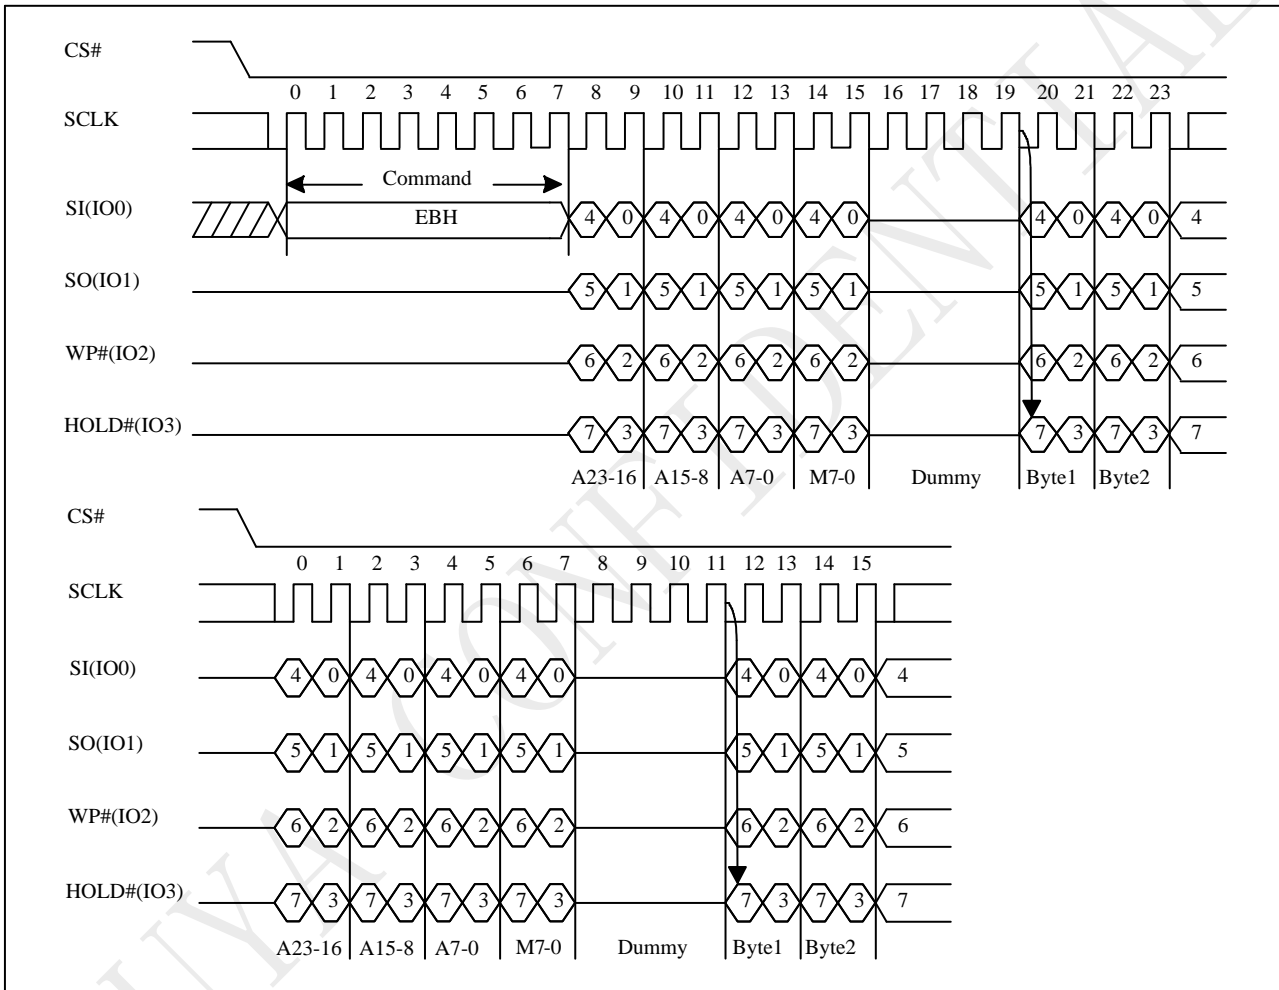 CS#
0 1 2 3 4 5 6 7 8 9 10 11 12 13 14 15 16 17 18 19 20 21 22 23
SCLK
Command
SI(IO0) EBH 4 0 4 0 4 0 4 0 4 0 4 0 4
SO(IO1) 5 1 5 1 5 1 5 1 5 1 5 1 5
WP#(IO2) 6 2 6 2 6 2 6 2 6 2 6 2 6
HOLD#(IO3) 7 3 7 3 7 3 7 3 7 3 7 3 7
A23-16 A15-8 A7-0 M7-0 Dummy Byte1 Byte2
CS#
0 1 2 3 4 5 6 7 8 9 10 11 12 13 14 15
SCLK
SI(IO0) 4 0 4 0 4 0 4 0 4 0 4 0 4
SO(IO1) 5 1 5 1 5 1 5 1 5 1 5 1 5
WP#(IO2) 6 2 6 2 6 2 6 2 6 2 6 2 6
HOLD#(IO3) 7 3 7 3 7 3 7 3 7 3 7 3 7
A23-16 A15-8 A7-0 M7-0 Dummy Byte1 Byte2
UYA CONFIDENTIAL